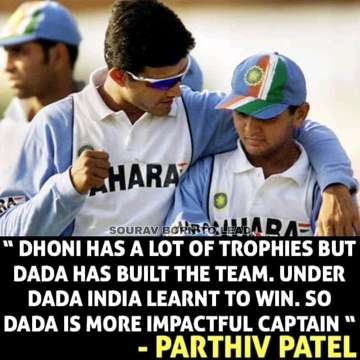 AHARA
SOURAV BORN TO LEAD
" DHONI HAS A LOT OF TROPHIES BUT
DADA HAS BUILT THE TEAM. UNDER
DADA INDIA LEARNT TO WIN. SO
DADA IS MORE IMPACTFUL CAPTAIN "
- PARTHIV PATEL